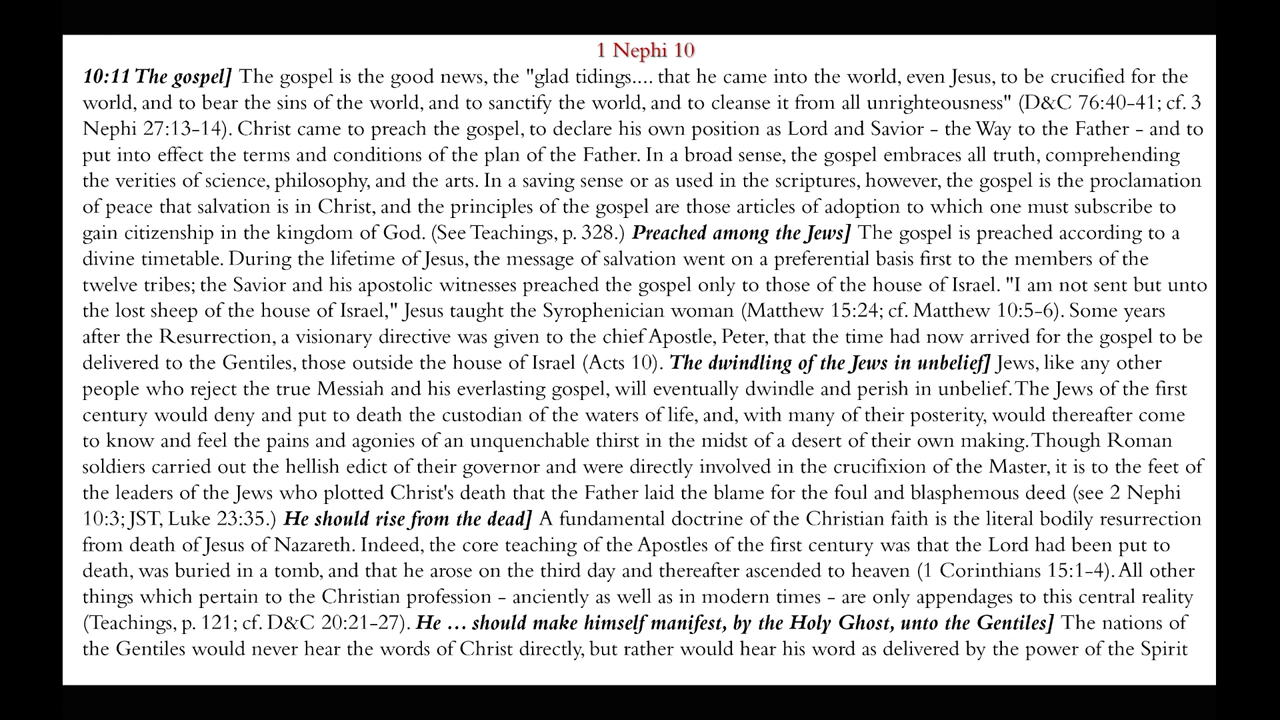 1 Nephi 10
10:11 The gospel] The gospel is the good news, the "glad tidings.... that he came into the world, even Jesus, to be crucified for the
world, and to bear the sins of the world, and to sanctify the world, and to cleanse it from all unrighteousness" (D&C 76:40-41; cf. 3
Nephi 27:13-14). Christ came to preach the gospel, to declare his own position as Lord and Savior - the Way to the Father - and to
put into effect the terms and conditions of the plan of the Father. In a broad sense, the gospel embraces all truth, comprehending
the verities of science, philosophy, and the arts. In a saving sense or as used in the scriptures, however, the gospel is the proclamation
of peace that salvation is in Christ, and the principles of the gospel are those articles of adoption to which one must subscribe to
gain citizenship in the kingdom of God. (See Teachings, p. 328.) Preached among the Jews] The gospel is preached according to a
divine timetable. During the lifetime of Jesus, the message of salvation went on a preferential basis first to the members of the
twelve tribes; the Savior and his apostolic witnesses preached the gospel only to those of the house of Israel. "I am not sent but unto
the lost sheep of the house of Israel," Jesus taught the Syrophenician woman (Matthew 15:24; cf. Matthew 10:5-6). Some years
after the Resurrection, a visionary directive was given to the chief Apostle, Peter, that the time had now arrived for the gospel to be
delivered to the Gentiles, those outside the house of Israel (Acts 10). The dwindling of the Jews in unbelief] Jews, like any other
people who reject the true Messiah and his everlasting gospel, will eventually dwindle and perish in unbelief. The Jews of the first
century would deny and put to death the custodian of the waters of life, and, with many of their posterity, would thereafter come
to know and feel the pains and agonies of an unquenchable thirst in the midst of a desert of their own making. Though Roman
soldiers carried out the hellish edict of their governor and were directly involved in the crucifixion of the Master, it is to the feet of
the leaders of the Jews who plotted Christ's death that the Father laid the blame for the foul and blasphemous deed (see 2 Nephi
10:3; JST, Luke 23:35.) He should rise from the dead] A fundamental doctrine of the Christian faith is the literal bodily resurrection
from death of Jesus of Nazareth. Indeed, the core teaching of the Apostles of the first century was that the Lord had been put to
death, was buried in a tomb, and that he arose on the third day and thereafter ascended to heaven (1 Corinthians 15:1-4). All other
things which pertain to the Christian profession - anciently as well as in modern times - are only appendages to this central reality
(Teachings, p. 121; cf. D&C 20:21-27). He … should make himself manifest, by the Holy Ghost, unto the Gentiles] The nations of
the Gentiles would never hear the words of Christ directly, but rather would hear his word as delivered by the power of the Spirit